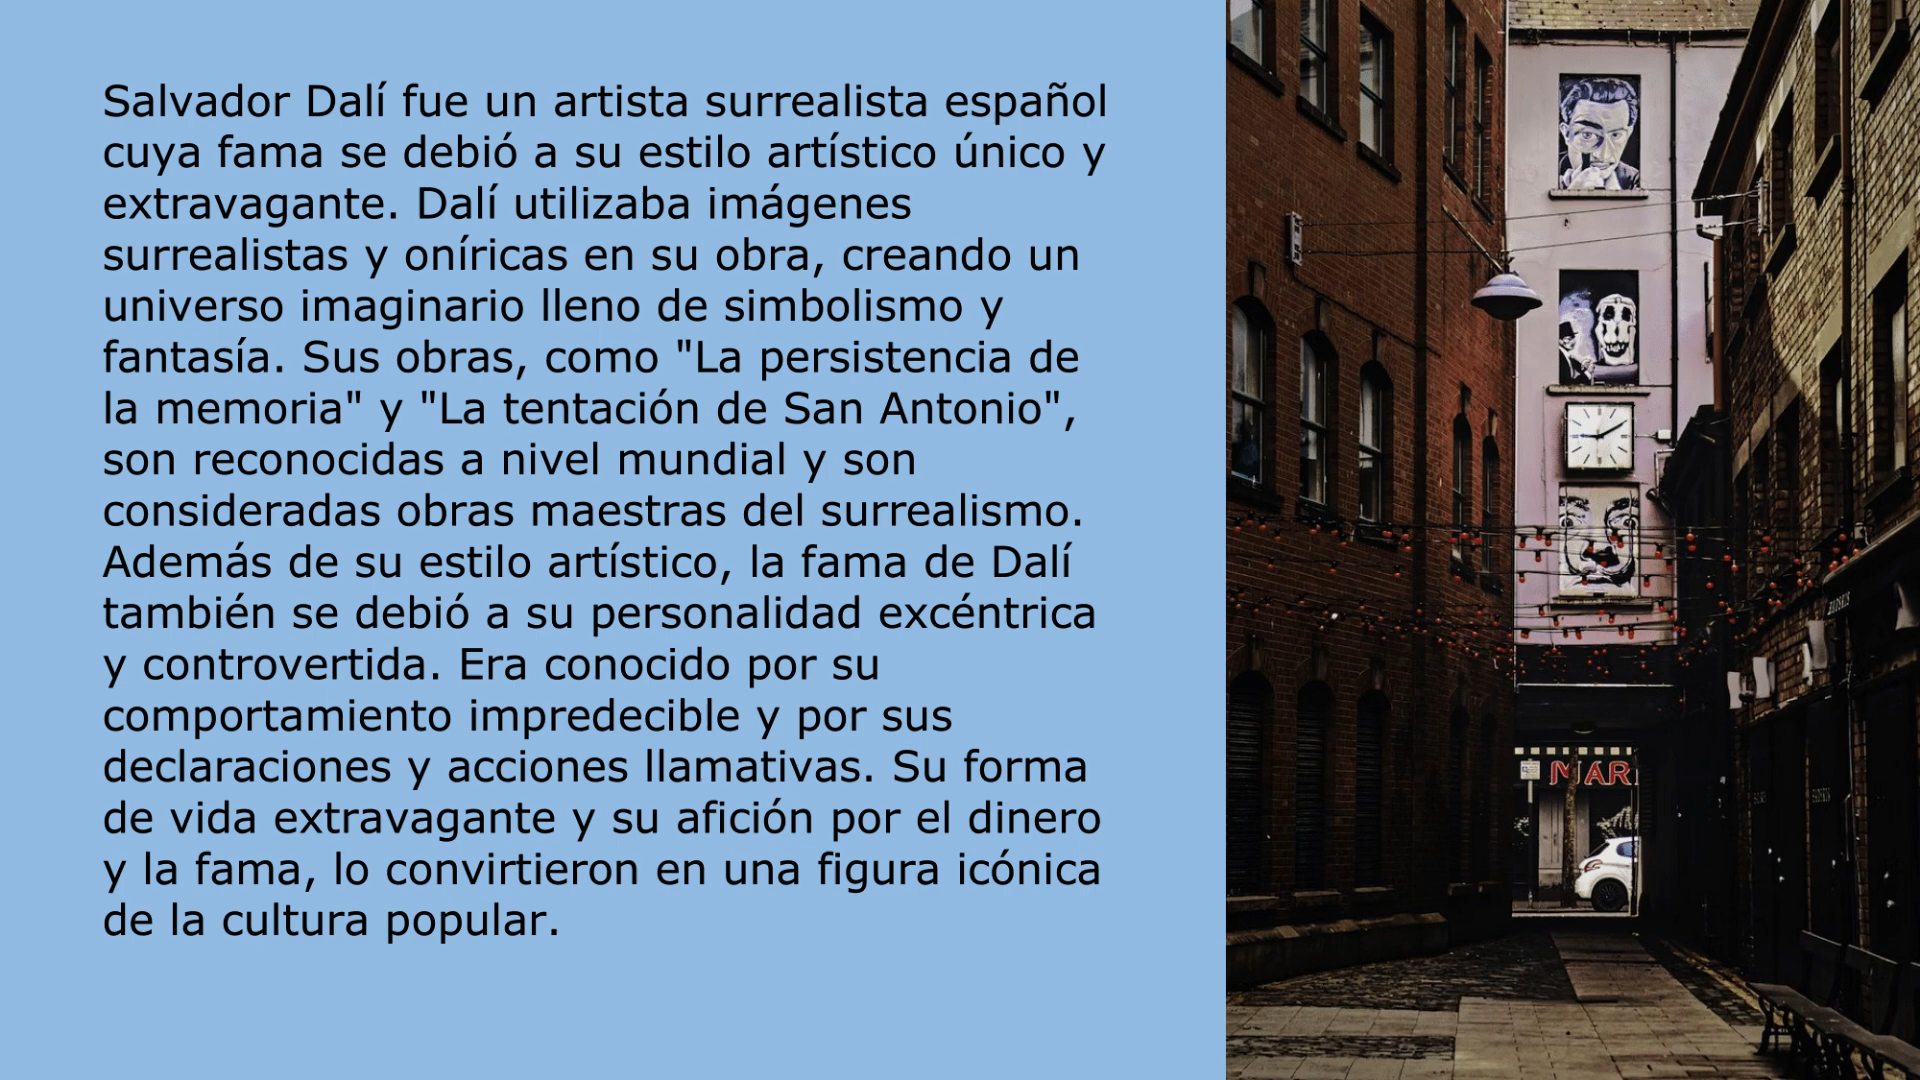 Salvador Dalí fue un artista surrealista español
cuya fama se debió a su estilo artístico único y
extravagante. Dalí utilizaba imágenes
surrealistas y oníricas en su obra, creando un
universo imaginario lleno de simbolismo y
fantasía. Sus obras, como "La persistencia de
la memoria" y "La tentación de San Antonio",
son reconocidas a nivel mundial y son
consideradas obras maestras del surrealismo.
Además de su estilo artístico, la fama de Dalí
también se debió a su personalidad excéntrica
y controvertida. Era conocido por su
comportamiento impredecible y por sus
declaraciones y acciones llamativas. Su forma
de vida extravagante y su afición por el dinero
y la fama, lo convirtieron en una figura icónica
de la cultura popular.
MAR